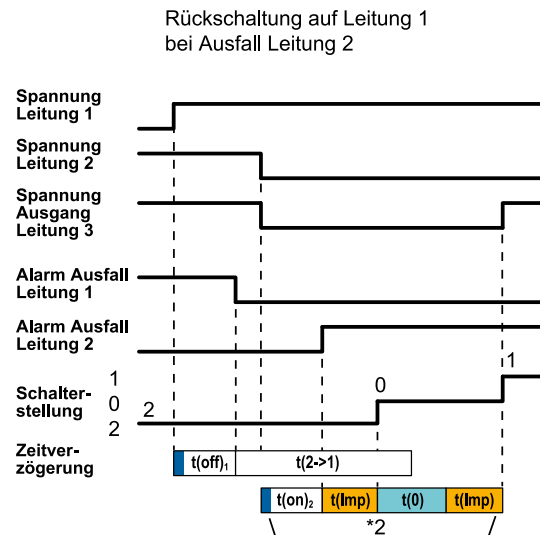 Rückschaltung auf Leitung 1
bei Ausfall Leitung 2
Spannung
Leitung 1
Spannung
Leitung 2
Spannung
Ausgang
Leitung 3
Alarm Ausfall
Leitung 1
Alarm Ausfall
Leitung 2
Schalter-
stellung
1
0
2
2
0
1
Zeitver-
zögerung
t(off)₁
t(2->1)
t(on)₂
t(Imp)
t(0)
t(Imp)
*2